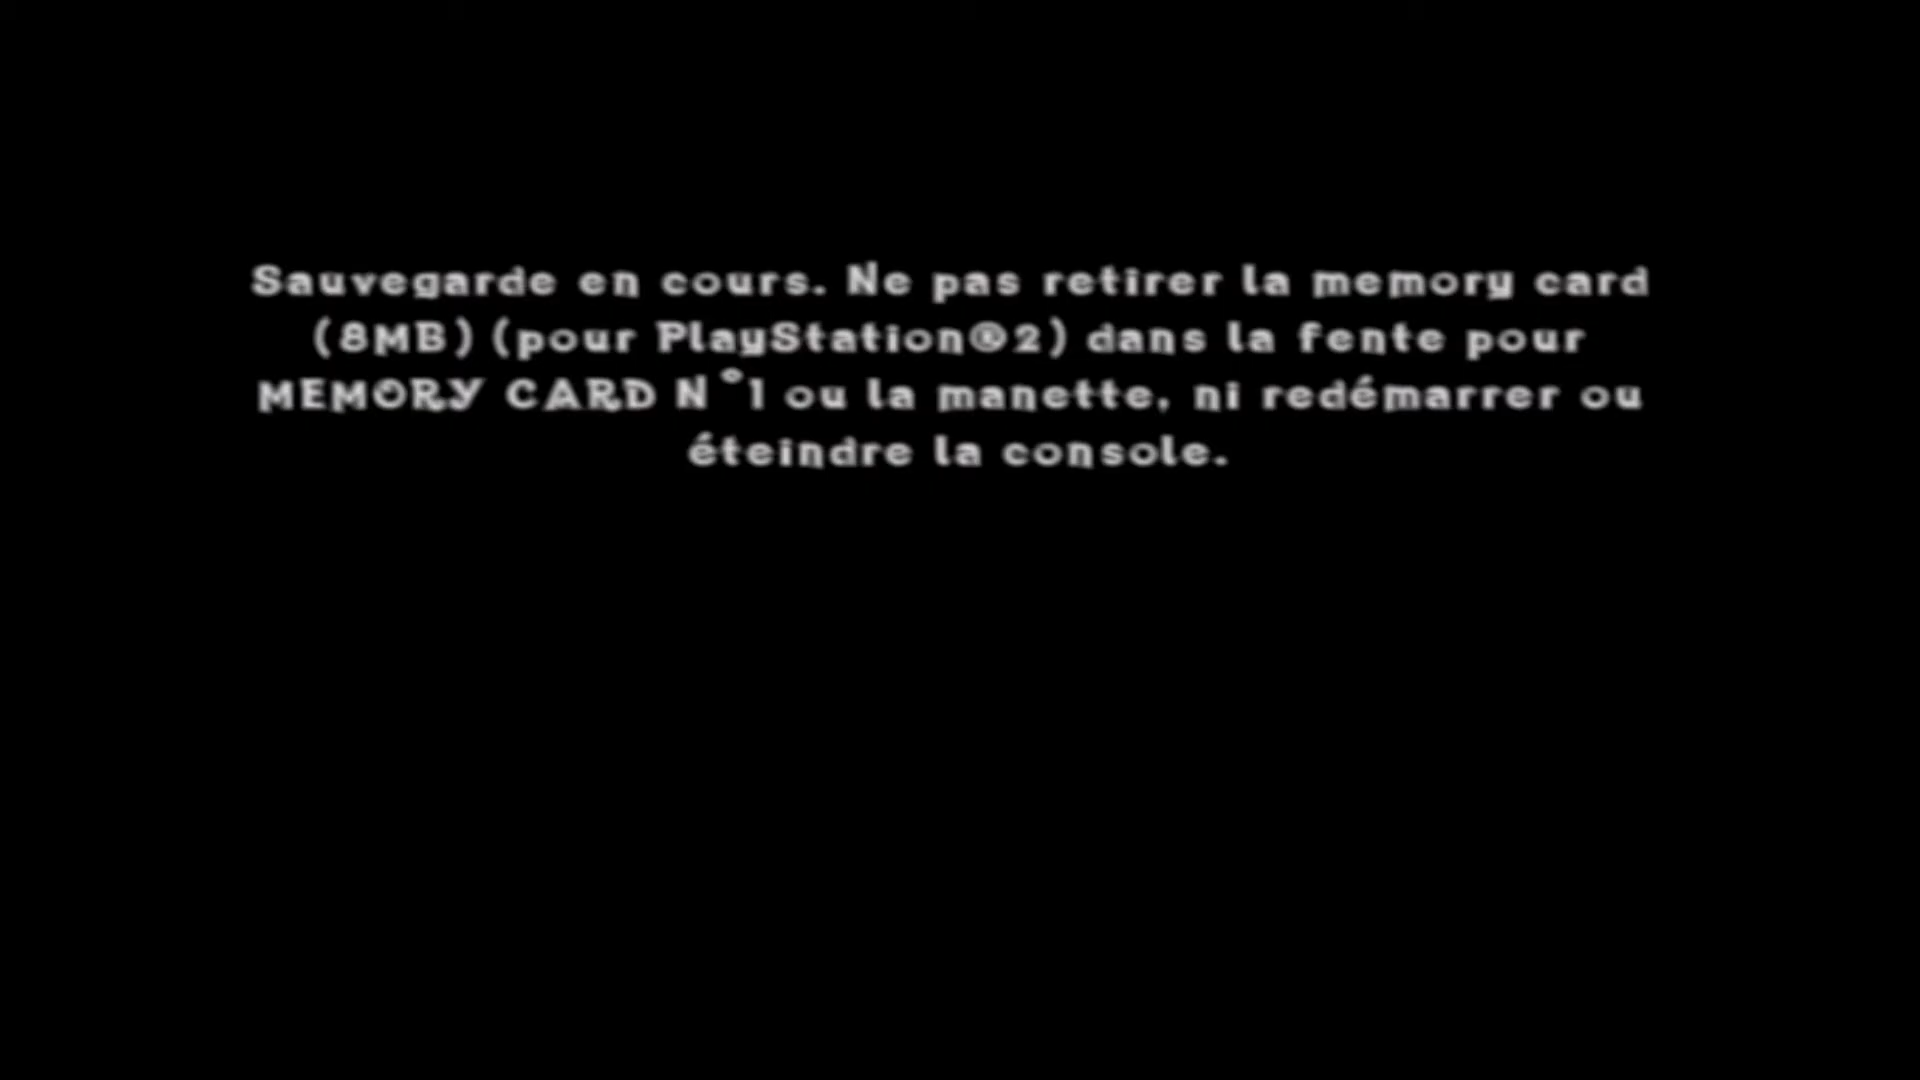 Sauvegarde en cours. Ne pas retirer la memory card
(8MB) (pour PlayStation®2) dans la fente pour
MEMORY CARD N°1 ou la manette, ni redémarrer ou
éteindre la console.